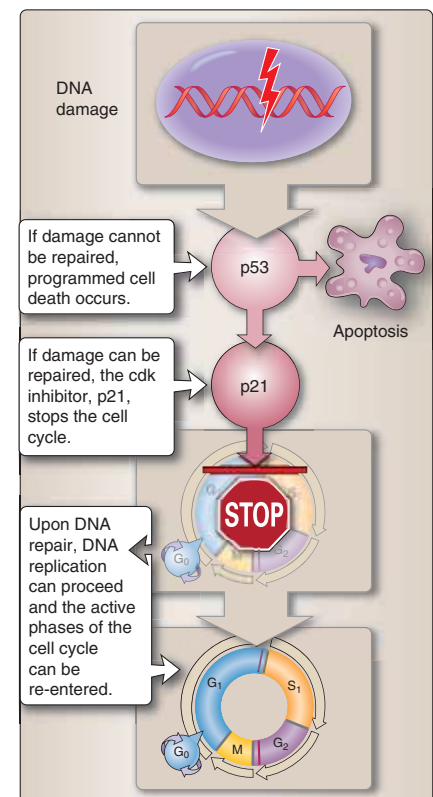 DNA
damage
If damage cannot
be repaired,
programmed cell
death occurs.
p53
Apoptosis
If damage can be
repaired, the cdk
inhibitor, p21,
stops the cell
cycle.
p21
STOP
G2
M
G0
Upon DNA
repair, DNA
replication
can proceed
and the active
phases of the
cell cycle
can be
re-entered.
G1
S1
G2
M
G0